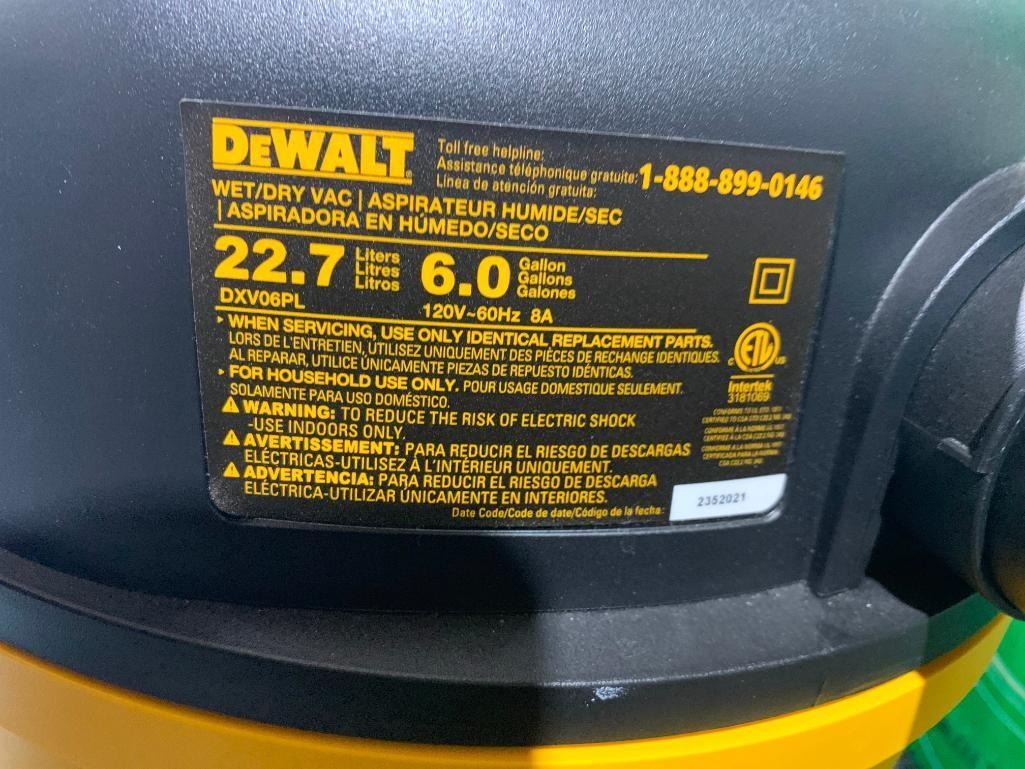 DEWALT
Toll free helpline:
Assistance téléphonique gratuite:
Línea de atención gratuita:
1-888-899-0146
WET/DRY VAC | ASPIRATEUR HUMIDE/SEC
| ASPIRADORA EN HÚMEDO/SECO
22.7 Liters Litres Litros 6.0 Gallon Gallons Galones
DXV06PL
120V~60Hz 8A
WHEN SERVICING, USE ONLY IDENTICAL REPLACEMENT PARTS.
LORS DE L'ENTRETIEN, UTILISEZ UNIQUEMENT DES PIÈCES DE RECHANGE IDENTIQUES.
AL REPARAR, UTILICE ÚNICAMENTE PIEZAS DE REPUESTO IDÉNTICAS.
FOR HOUSEHOLD USE ONLY. POUR USAGE DOMESTIQUE SEULEMENT.
SOLAMENTE PARA USO DOMÉSTICO.
WARNING: TO REDUCE THE RISK OF ELECTRIC SHOCK
-USE INDOORS ONLY.
AVERTISSEMENT: PARA REDUCIR EL RIESGO DE DESCARGAS
ÉLECTRICAS-UTILISEZ À L'INTÉRIEUR UNIQUEMENT.
ADVERTENCIA: PARA REDUCIR EL RIESGO DE DESCARGA
ELÉCTRICA-UTILIZAR ÚNICAMENTE EN INTERIORES.
Date Code/Code de date/Código de la fecha:
2352021
C ETL US
Intertek
3181069